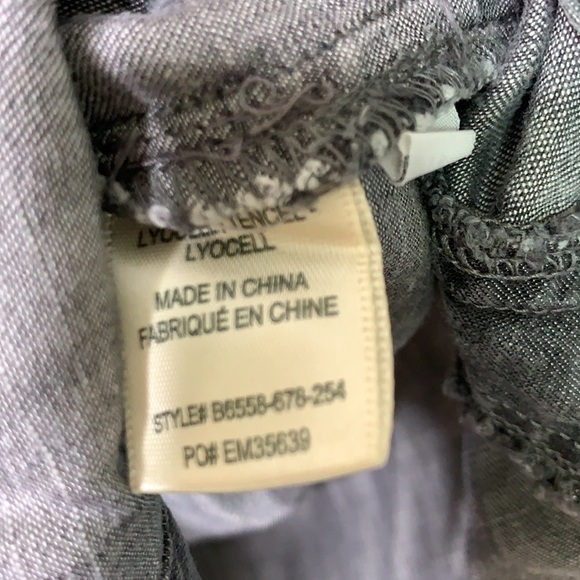 LYOCELL
MADE IN CHINA
FABRIQUÉ EN CHINE
STYLE# B6558-676-254
PO# EM35639